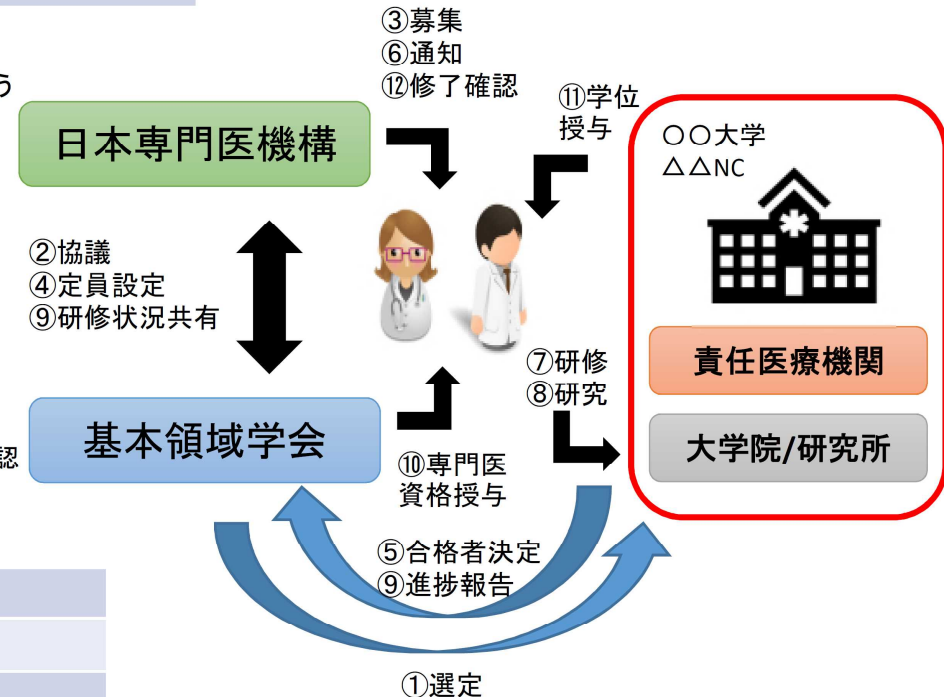 ③募集
⑥通知
⑫修了確認
う
日本専門医機構
⑪学位
授与
〇〇大学
△△NC
②協議
④定員設定
⑨研修状況共有
責任医療機関
⑦研修
⑧研究
基本領域学会
認
大学院/研究所
⑩専門医
資格授与
⑤合格者決定
⑨進捗報告
①選定